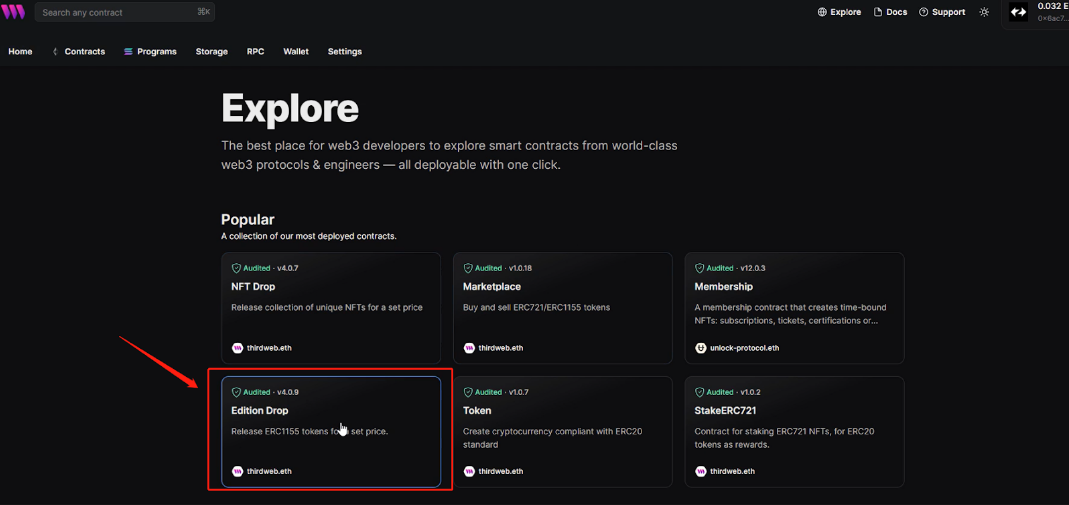 Search any contract ⌘K Explore Docs Support 0.032 E
0x6ac7...
Home Contracts Programs Storage RPC Wallet Settings
Explore
The best place for web3 developers to explore smart contracts from world-class
web3 protocols & engineers — all deployable with one click.
Popular
A collection of our most deployed contracts.
Audited · v4.0.7
NFT Drop
Release collection of unique NFTs for a set price
thirdweb.eth
Audited · v1.0.18
Marketplace
Buy and sell ERC721/ERC1155 tokens
thirdweb.eth
Audited · v12.0.3
Membership
A membership contract that creates time-bound
NFTs: subscriptions, tickets, certifications or...
unlock-protocol.eth
Audited · v4.0.9
Edition Drop
Release ERC1155 tokens set price.
thirdweb.eth
Audited · v1.0.7
Token
Create cryptocurrency compliant with ERC20
standard
thirdweb.eth
Audited · v1.0.2
StakeERC721
Contract for staking ERC721 NFTs, for ERC20
tokens as rewards.
thirdweb.eth